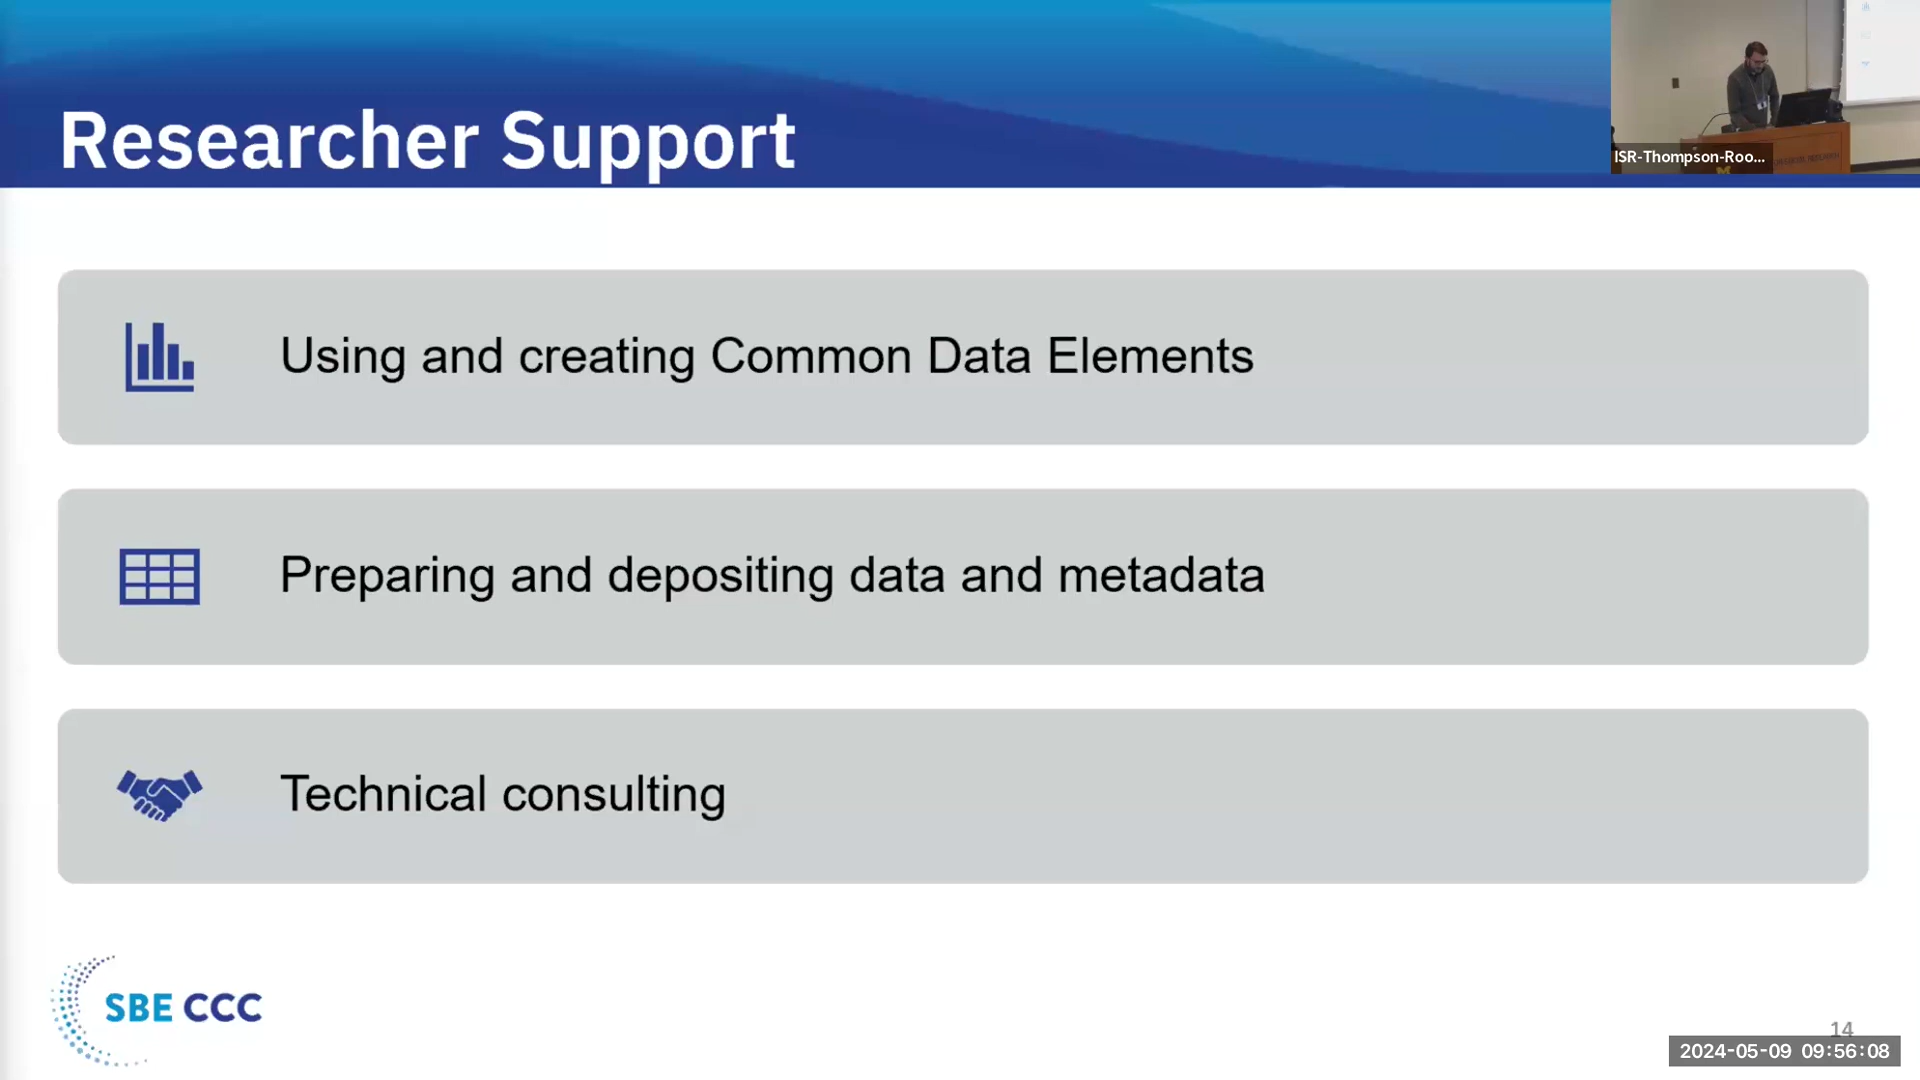 Researcher Support
ISR-Thompson-Roo...
Using and creating Common Data Elements
Preparing and depositing data and metadata
Technical consulting
SBE CCC
14
2024-05-09 09:56:08